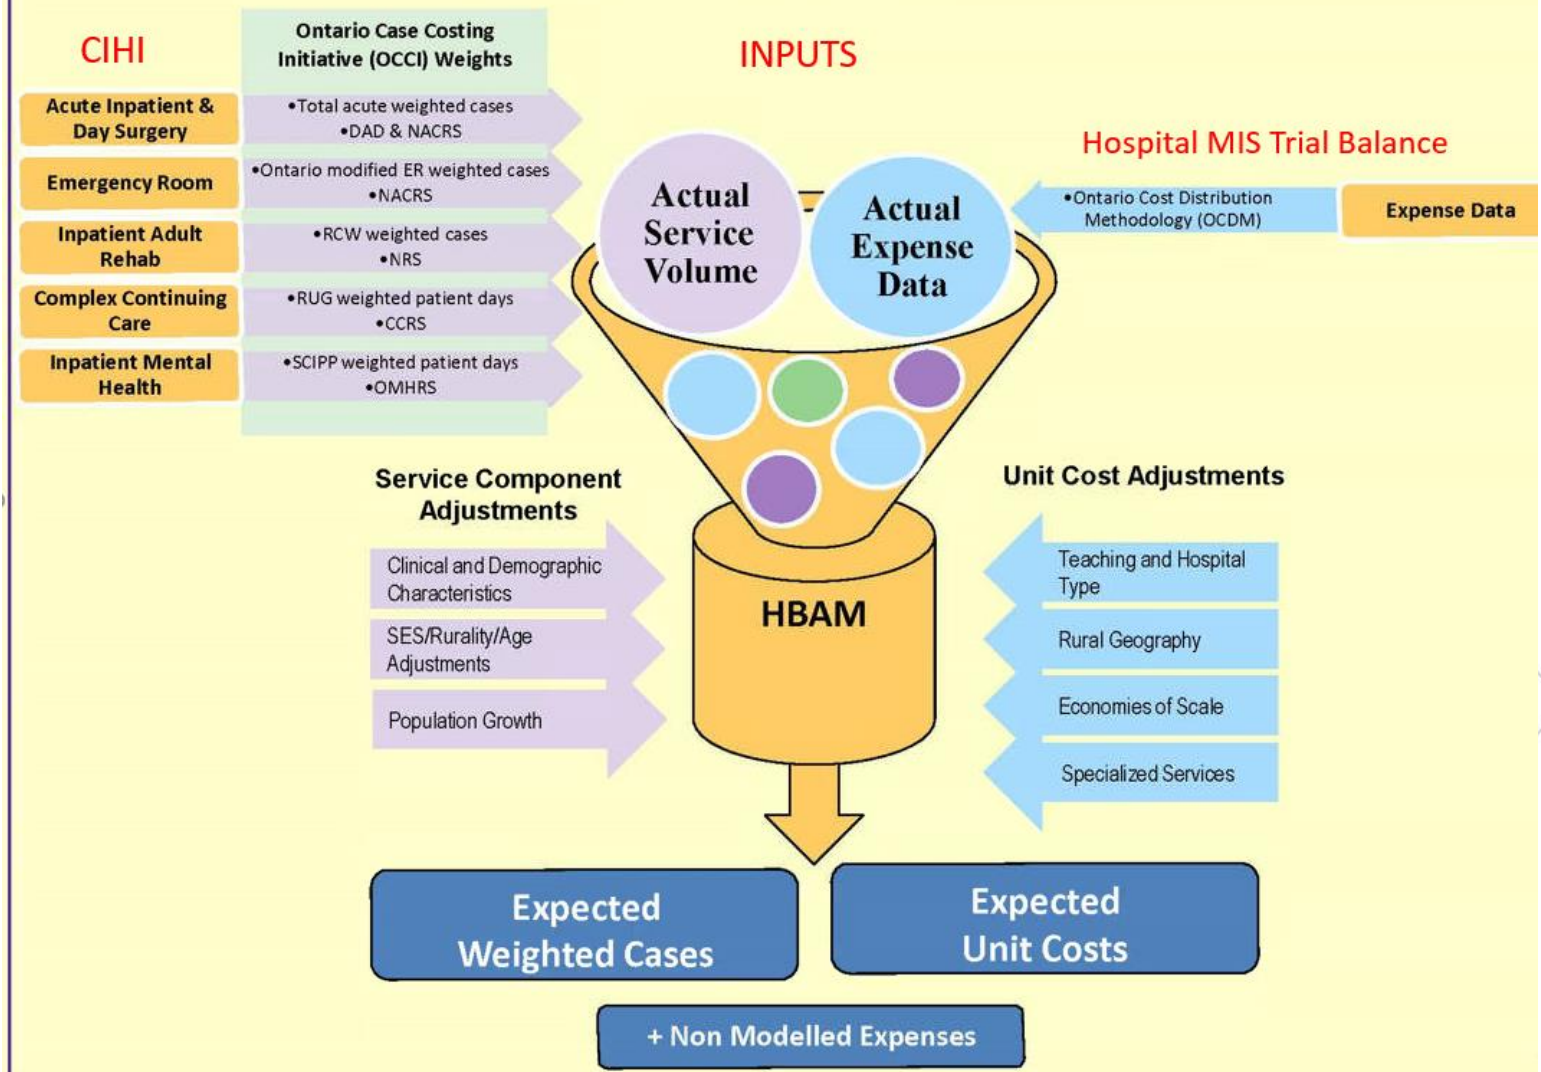 CIHI
Ontario Case Costing
Initiative (OCCI) Weights
INPUTS
Acute Inpatient &
Day Surgery
•Total acute weighted cases
•DAD & NACRS
Emergency Room
•Ontario modified ER weighted cases
•NACRS
Inpatient Adult
Rehab
•RCW weighted cases
•NRS
Complex Continuing
Care
•RUG weighted patient days
•CCRS
Inpatient Mental
Health
•SCIPP weighted patient days
•OMHRS
Actual
Service
Volume
Actual
Expense
Data
Hospital MIS Trial Balance
•Ontario Cost Distribution
Methodology (OCDM)
Expense Data
Service Component
Adjustments
Clinical and Demographic
Characteristics
SES/Rurality/Age
Adjustments
Population Growth
HBAM
Unit Cost Adjustments
Teaching and Hospital
Type
Rural Geography
Economies of Scale
Specialized Services
Expected
Weighted Cases
Expected
Unit Costs
+ Non Modelled Expenses